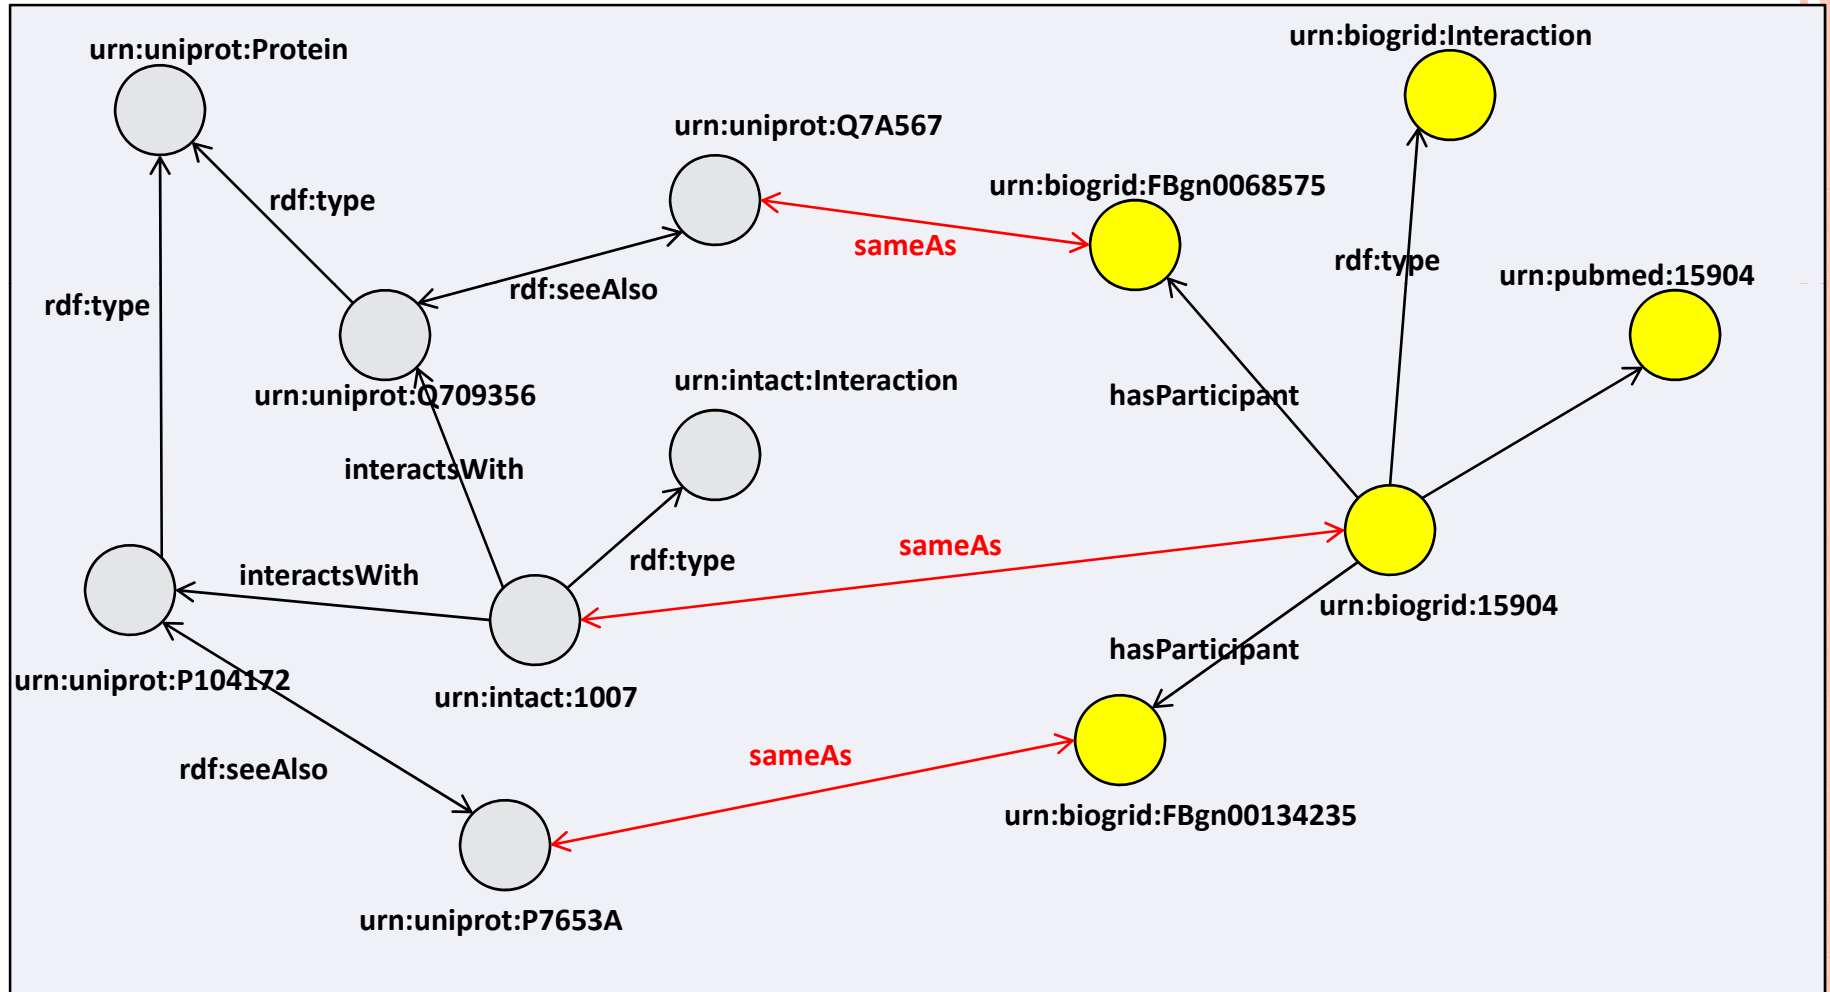 urn:biogrid:Interaction
urn:uniprot:Protein
urn:uniprot:Q7A567
urn:biogrid:FBgn0068575
rdf:type
sameAs
rdf:type
urn:pubmed:15904
rdf:seeAlso
rdf:type
urn:intact:Interaction
urn:uniprot:Q709356
hasParticipant
interactsWith
sameAs
rdf:type
interactsWith
urn:biogrid:15904
hasParticipant
urn:uniprot:P104172
urn:intact:1007
sameAs
rdf:seeAlso
urn:biogrid:FBgn00134235
urn:uniprot:P7653A